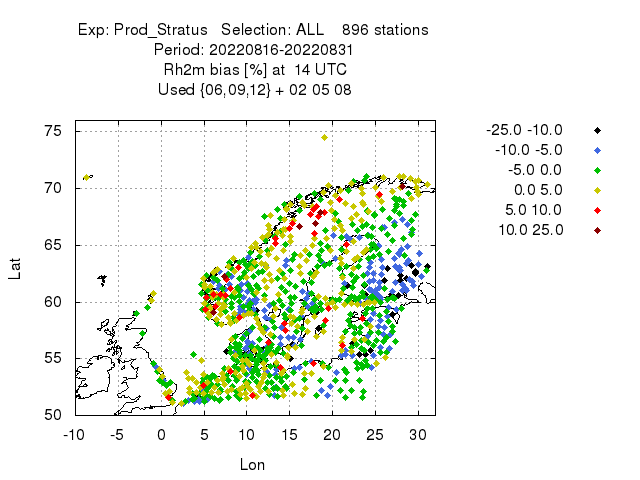 Exp: Prod_Stratus Selection: ALL 896 stations
Period: 20220816-20220831
Rh2m bias [%] at 14 UTC
Used {06,09,12} + 02 05 08
-25.0 -10.0
-10.0 -5.0
-5.0 0.0
0.0 5.0
5.0 10.0
10.0 25.0
75
70
65
60
55
50
Lat
-10 -5 0 5 10 15 20 25 30
Lon